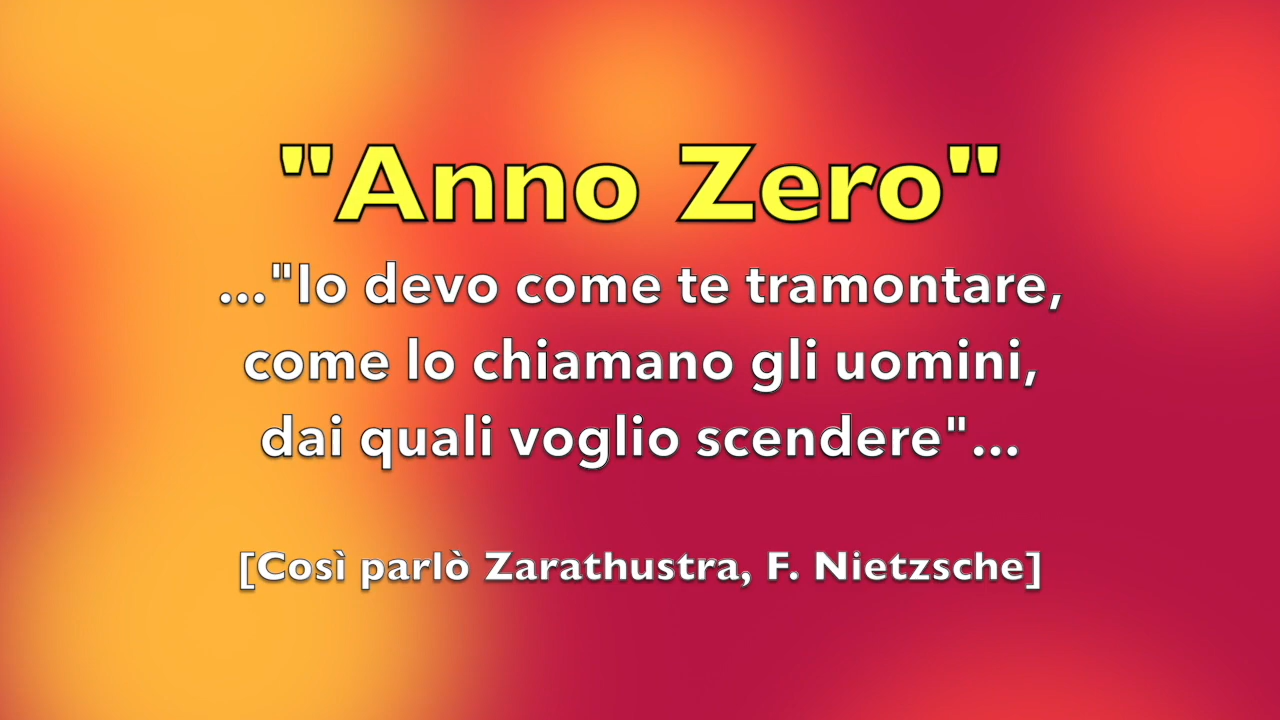 "Anno Zero"
..."Io devo come te tramontare,
come lo chiamano gli uomini,
dai quali voglio scendere"...
[Così parlò Zarathustra, F. Nietzsche]